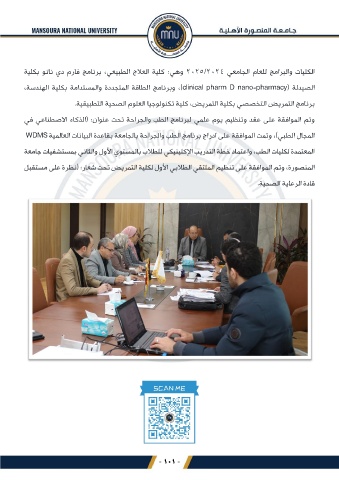 MANSOURA NATIONAL UNIVERSITY
جامعة المنصورة الأهلية
MANSOURA NATIONAL UNIVERSITY
mnu
الكليات والبرامج للعام الجامعي ٢٠٢٥/٢٠٢٤ وهي: كلية العلاج الطبيعي، برنامج فارم دي نانو بكلية
الصيدلة (clinical pharm D nano-pharmacy)، وبرنامج الطاقة المتجددة والمستدامة بكلية الهندسة،
برنامج التمريض التخصصي بكلية التمريض، كلية تكنولوجيا العلوم الصحية التطبيقية.
وتم الموافقة على عقد وتنظيم يوم علمي لبرنامج الطب والجراحة تحت عنوان: (الذكاء الاصطناعي في
المجال الطبي)، وتمت الموافقة على ادراج برنامج الطب والجراحة بالجامعة بقاعدة البيانات العالمية WDMS
المعتمدة لكليات الطب، واعتماد خطة التدريب الإكلينيكي للطلاب بالمستوى الأول والثاني بمستشفيات جامعة
المنصورة، وتم الموافقة على تنظيم الملتقى الطلابي الأول لكلية التمريض تحت شعار: (نظرة على مستقبل
قادة الرعاية الصحية.
SCAN ME
- ١٠١ -